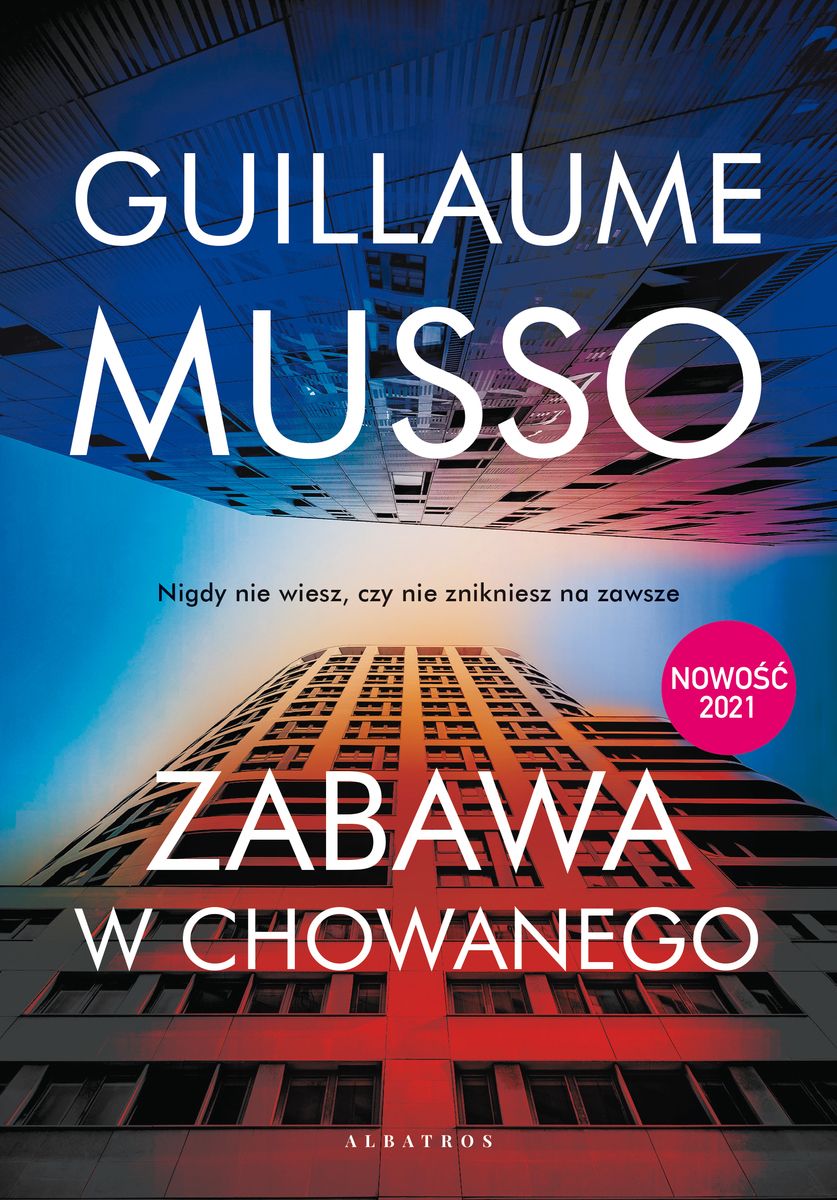 GUILLAUME
MUSSO
Nigdy nie wiesz, czy nie znikniesz na zawsze
NOWOŚĆ
2021
ZABAWA
W CHOWANEGO
ALBATROS